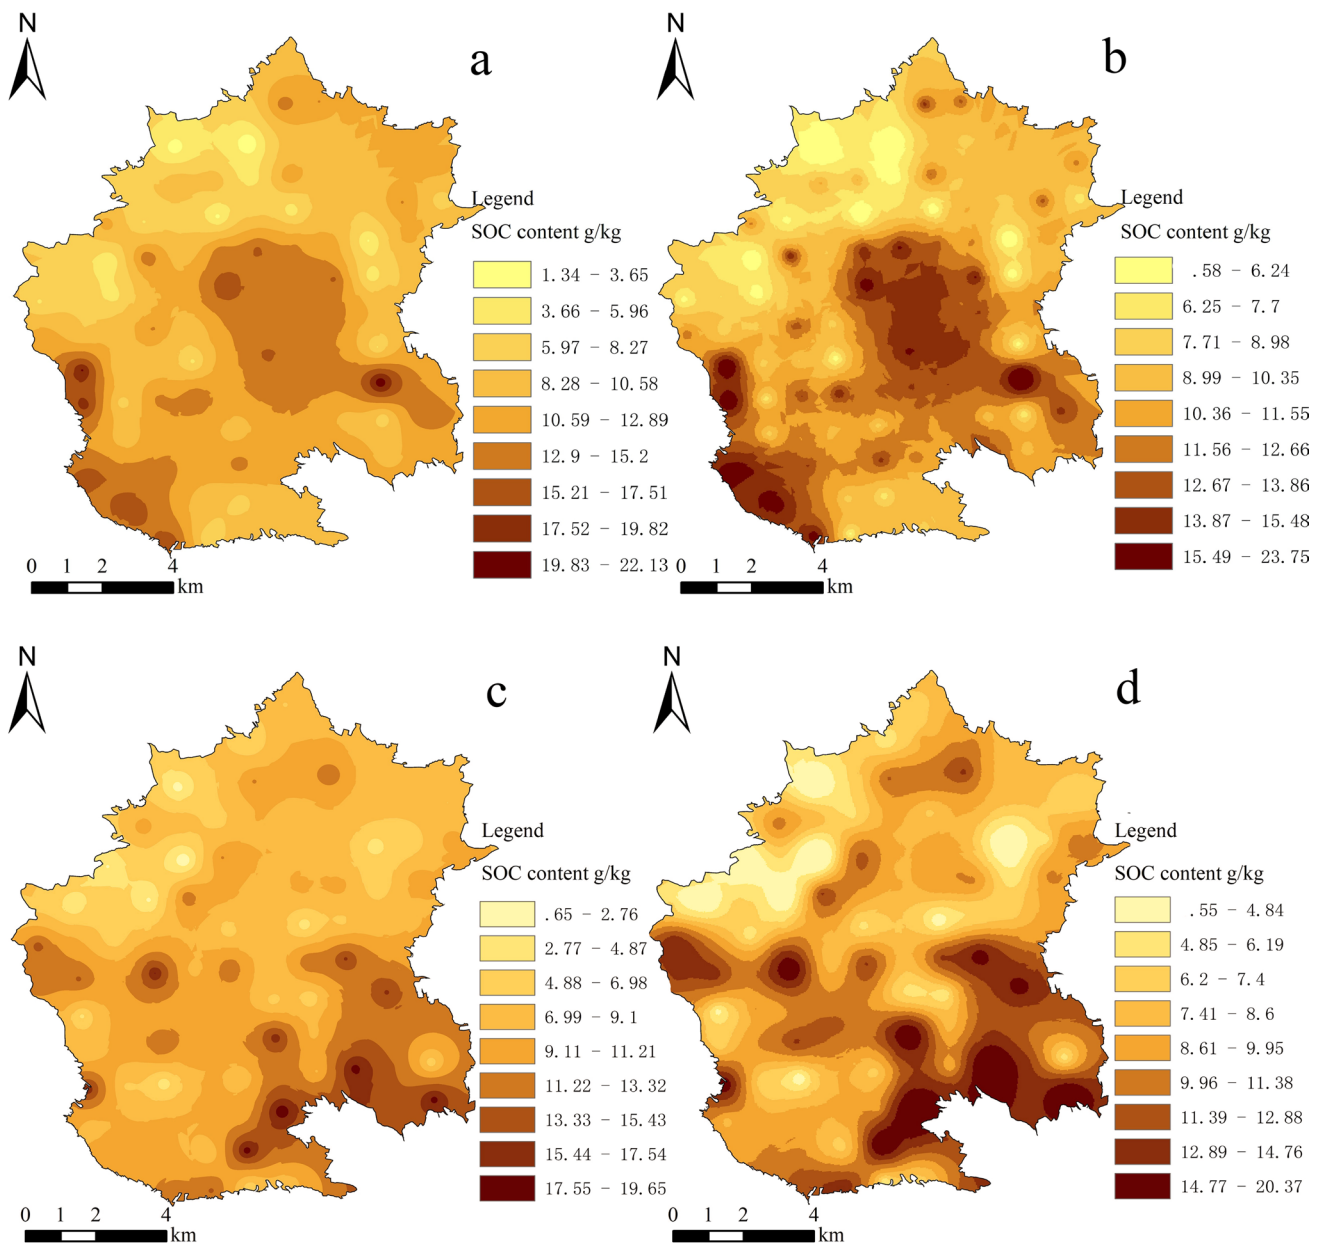 N
a
Legend
SOC content g/kg
1.34 – 3.65
3.66 – 5.96
5.97 – 8.27
8.28 – 10.58
10.59 – 12.89
12.9 – 15.2
15.21 – 17.51
17.52 – 19.82
19.83 – 22.13
0 1 2 4
km
N
b
Legend
SOC content g/kg
.58 – 6.24
6.25 – 7.7
7.71 – 8.98
8.99 – 10.35
10.36 – 11.55
11.56 – 12.66
12.67 – 13.86
13.87 – 15.48
15.49 – 23.75
0 1 2 4
km
N
c
Legend
SOC content g/kg
.65 – 2.76
2.77 – 4.87
4.88 – 6.98
6.99 – 9.1
9.11 – 11.21
11.22 – 13.32
13.33 – 15.43
15.44 – 17.54
17.55 – 19.65
0 1 2 4
km
N
d
Legend
SOC content g/kg
.55 – 4.84
4.85 – 6.19
6.2 – 7.4
7.41 – 8.6
8.61 – 9.95
9.96 – 11.38
11.39 – 12.88
12.89 – 14.76
14.77 – 20.37
0 1 2 4
km